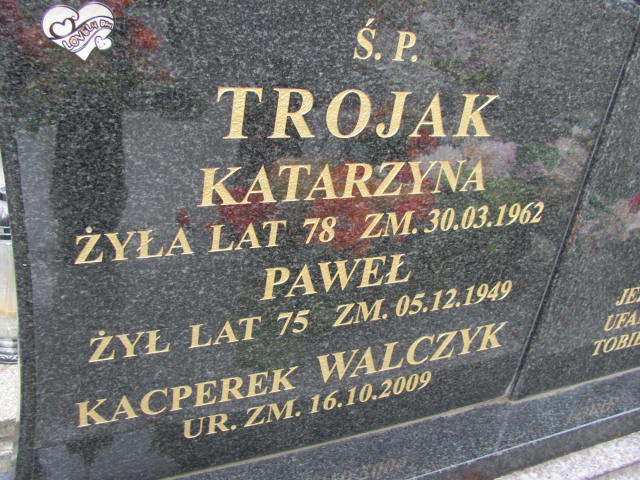 LOVELY
Ś. P.
TROJAK
KATARZYNA
ŻYŁA LAT 78 ZM. 30.03.1962
PAWEŁ
ŻYŁ LAT 75 ZM. 05.12.1949
KACPEREK WALCZYK
UR. ZM. 16.10.2009